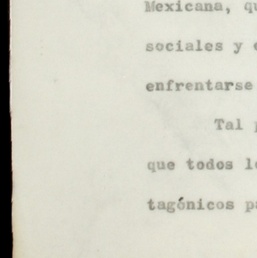 Mexicana, qu
sociales y
enfrentarse
Tal
que todos l
tagónicos p